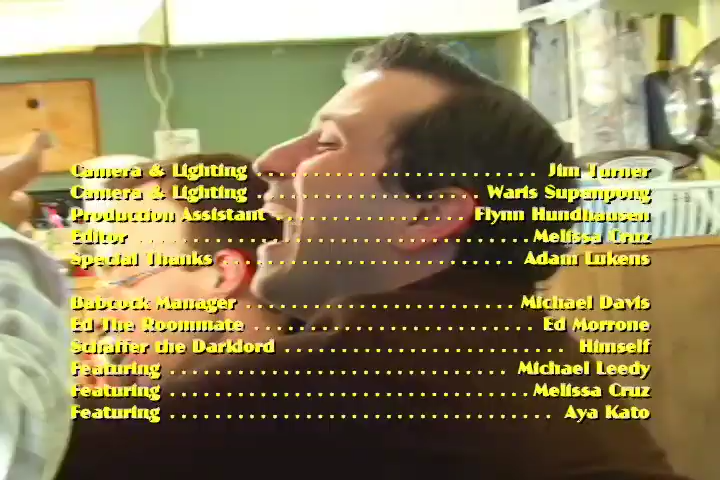 Camera & Lighting . . . . . . . . . . . . . . . . . . . . . . . . . Jim Turner
Camera & Lighting . . . . . . . . . . . . . . . . . . . . . . Waris Supanpong
Production Assistant . . . . . . . . . . . . . . . . . . Flynn Hundhausen
Editor . . . . . . . . . . . . . . . . . . . . . . . . . . . . . . . . . . Melissa Cruz
Special Thanks . . . . . . . . . . . . . . . . . . . . . . . . . . Adam Lukens
Babcock Manager . . . . . . . . . . . . . . . . . . . . . . . . Michael Davis
Ed The Roommate . . . . . . . . . . . . . . . . . . . . . . . . . Ed Morrone
Schaffer the Darklord . . . . . . . . . . . . . . . . . . . . . . . . . Himself
Featuring . . . . . . . . . . . . . . . . . . . . . . . . . . . . . . Michael Leedy
Featuring . . . . . . . . . . . . . . . . . . . . . . . . . . . . . . . . Melissa Cruz
Featuring . . . . . . . . . . . . . . . . . . . . . . . . . . . . . . . . . . Aya Kato